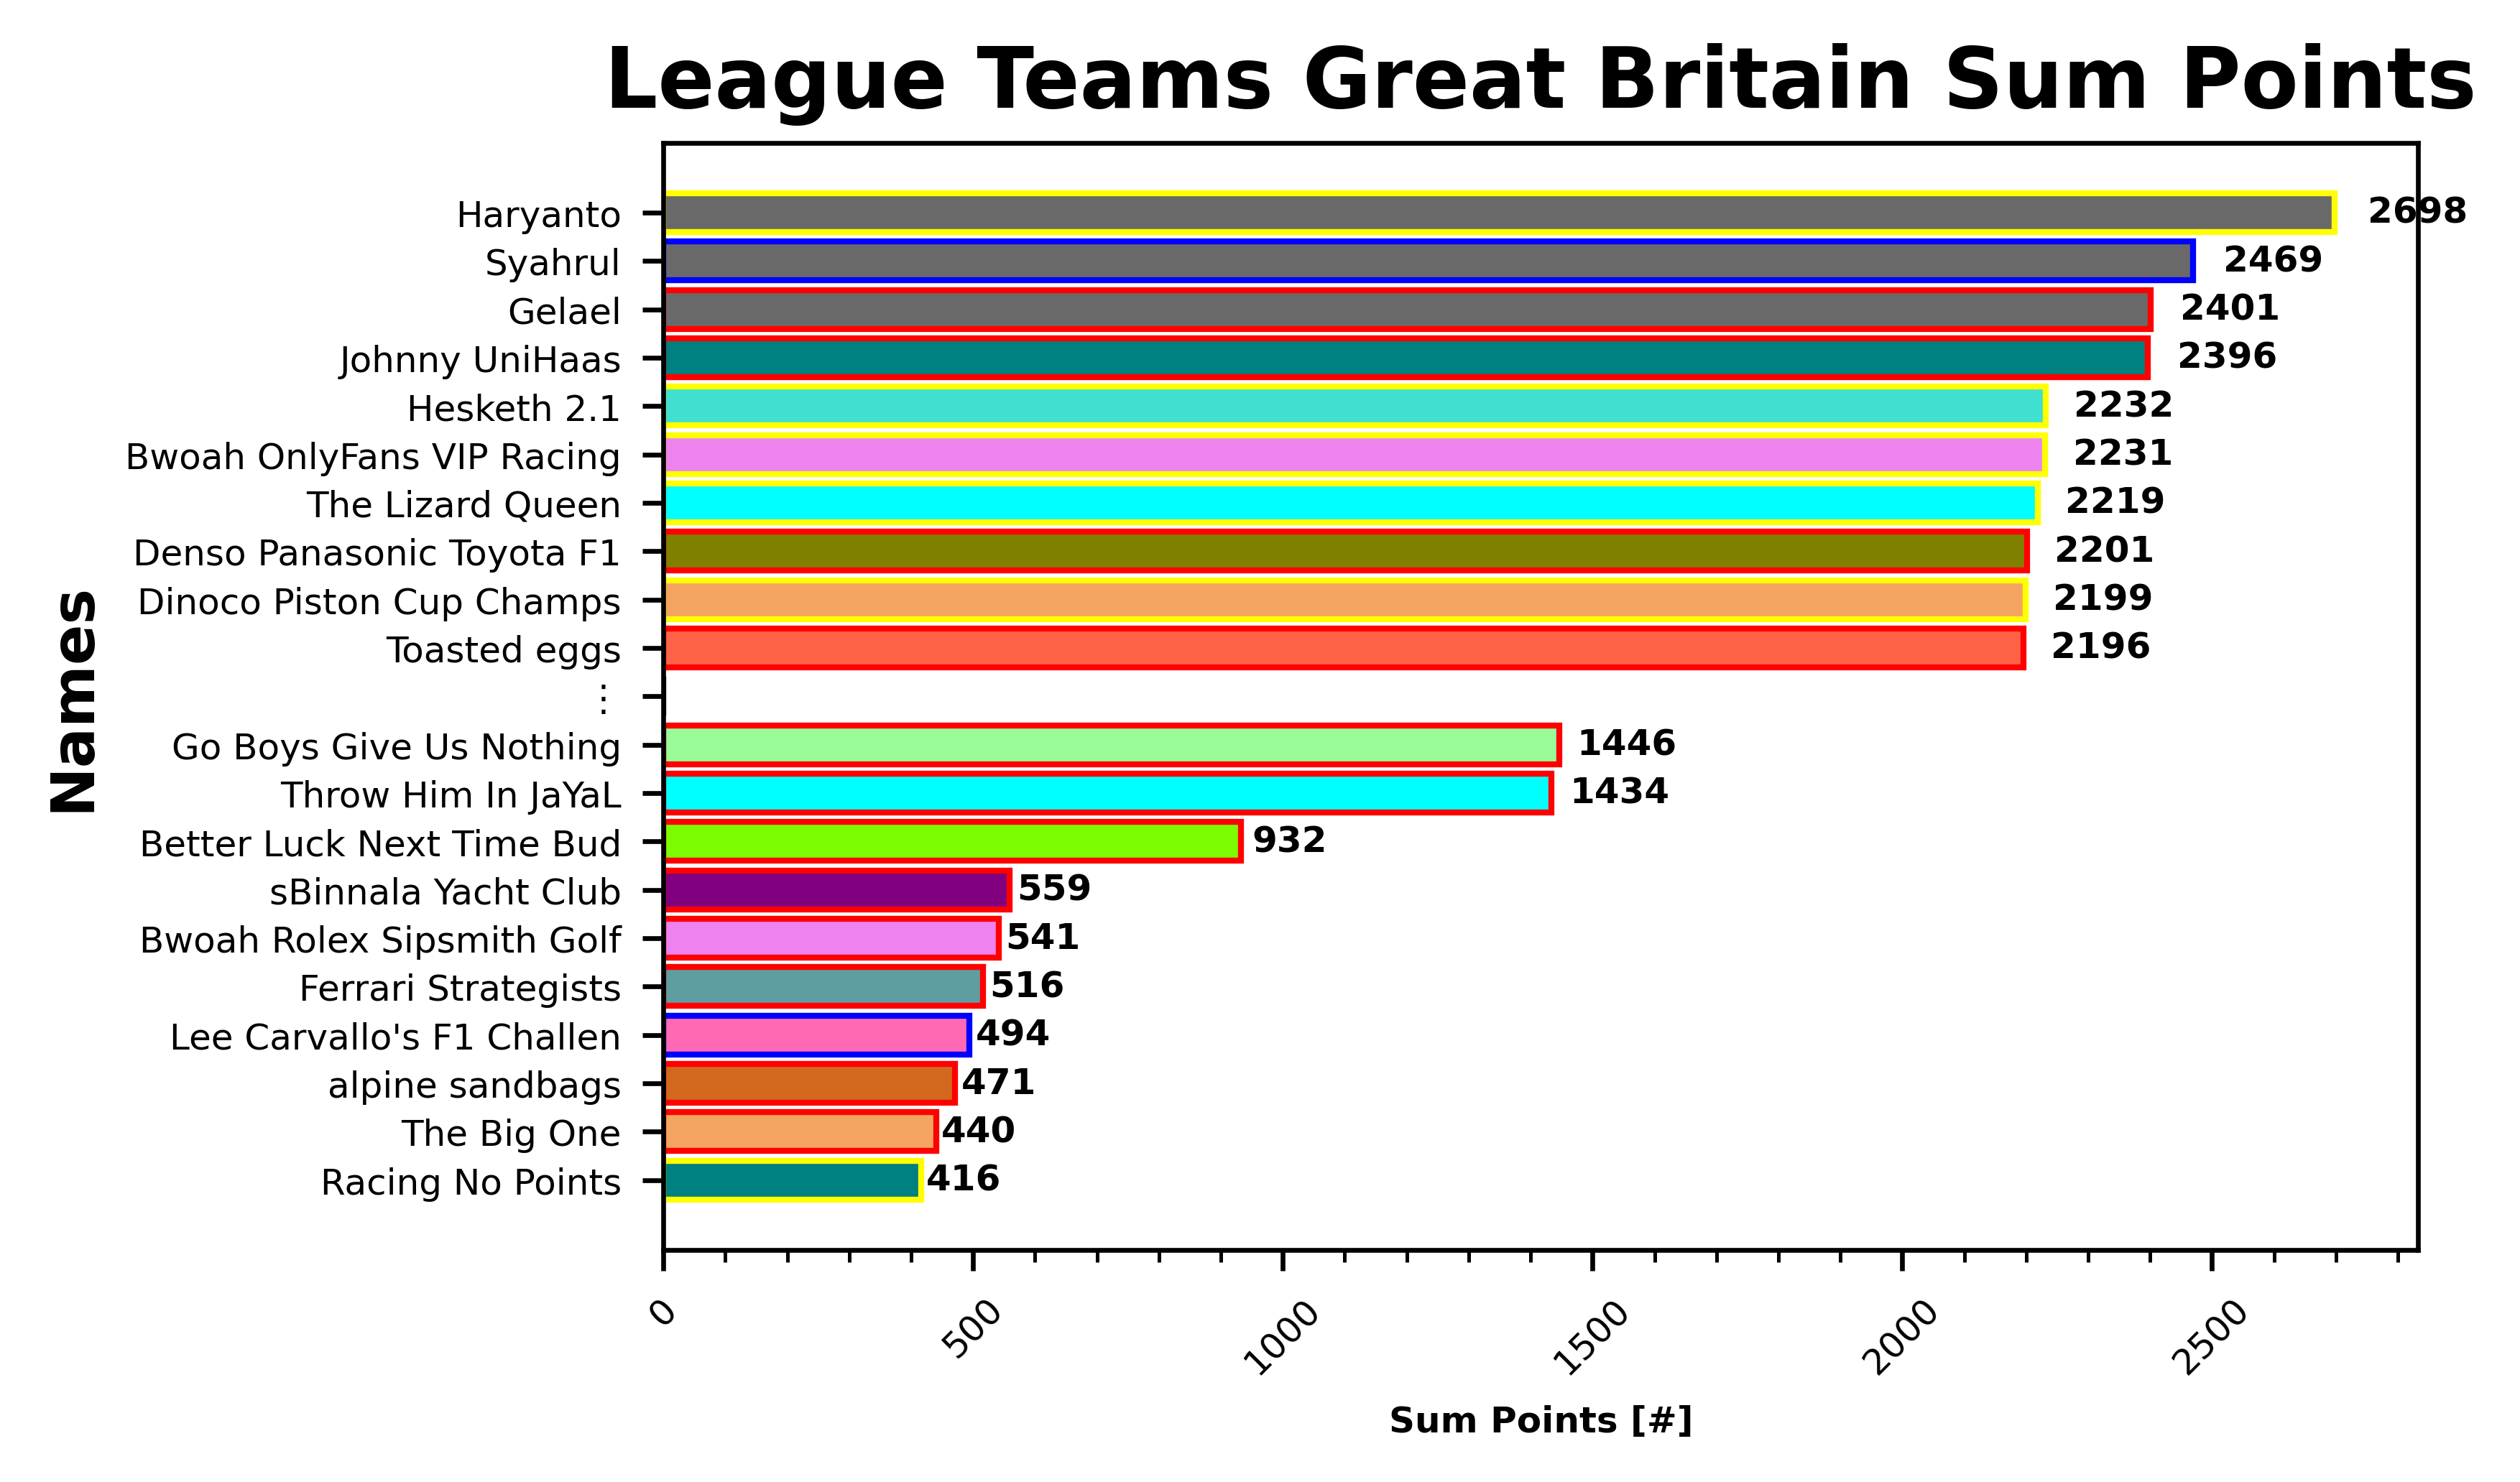 League Teams Great Britain Sum Points
Names
Haryanto 2698
Syahrul 2469
Gelael 2401
Johnny UniHaas 2396
Hesketh 2.1 2232
Bwoah OnlyFans VIP Racing 2231
The Lizard Queen 2219
Denso Panasonic Toyota F1 2201
Dinoco Piston Cup Champs 2199
Toasted eggs 2196
⋮
Go Boys Give Us Nothing 1446
Throw Him In JaYaL 1434
Better Luck Next Time Bud 932
sBinnala Yacht Club 559
Bwoah Rolex Sipsmith Golf 541
Ferrari Strategists 516
Lee Carvallo's F1 Challen 494
alpine sandbags 471
The Big One 440
Racing No Points 416
0 500 1000 1500 2000 2500
Sum Points [#]